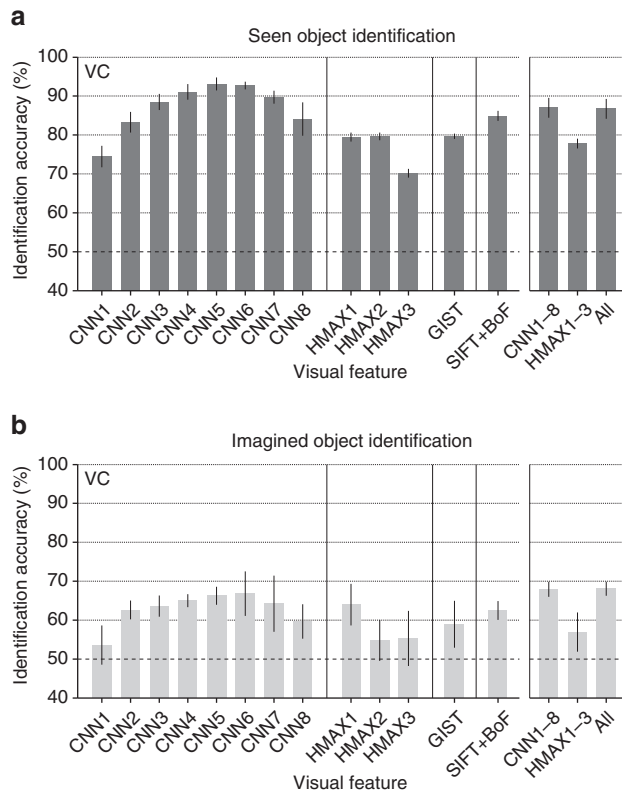 a
Seen object identification
VC
Identification accuracy (%)
100
90
80
70
60
50
40
CNN1
CNN2
CNN3
CNN4
CNN5
CNN6
CNN7
CNN8
HMAX1
HMAX2
HMAX3
GIST
SIFT+BoF
CNN1–8
HMAX1–3
All
Visual feature
b
Imagined object identification
VC
Identification accuracy (%)
100
90
80
70
60
50
40
CNN1
CNN2
CNN3
CNN4
CNN5
CNN6
CNN7
CNN8
HMAX1
HMAX2
HMAX3
GIST
SIFT+BoF
CNN1–8
HMAX1–3
All
Visual feature